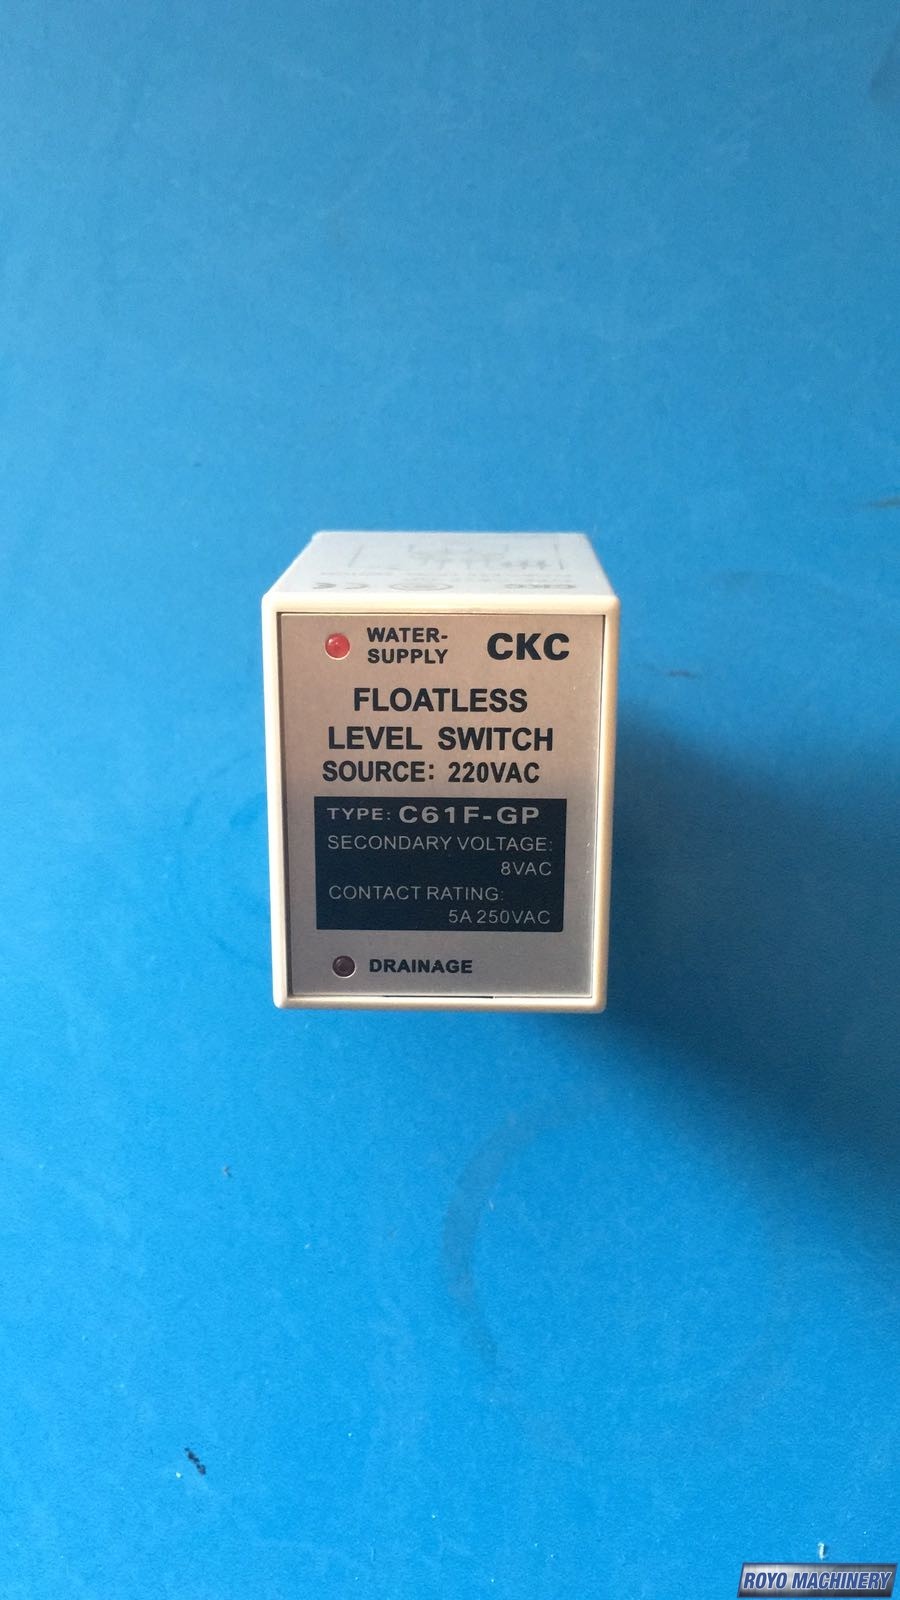 WATER-
SUPPLY
CKC
FLOATLESS
LEVEL SWITCH
SOURCE: 220VAC
TYPE: C61F-GP
SECONDARY VOLTAGE:
8VAC
CONTACT RATING:
5A 250VAC
DRAINAGE
ROYO MACHINERY